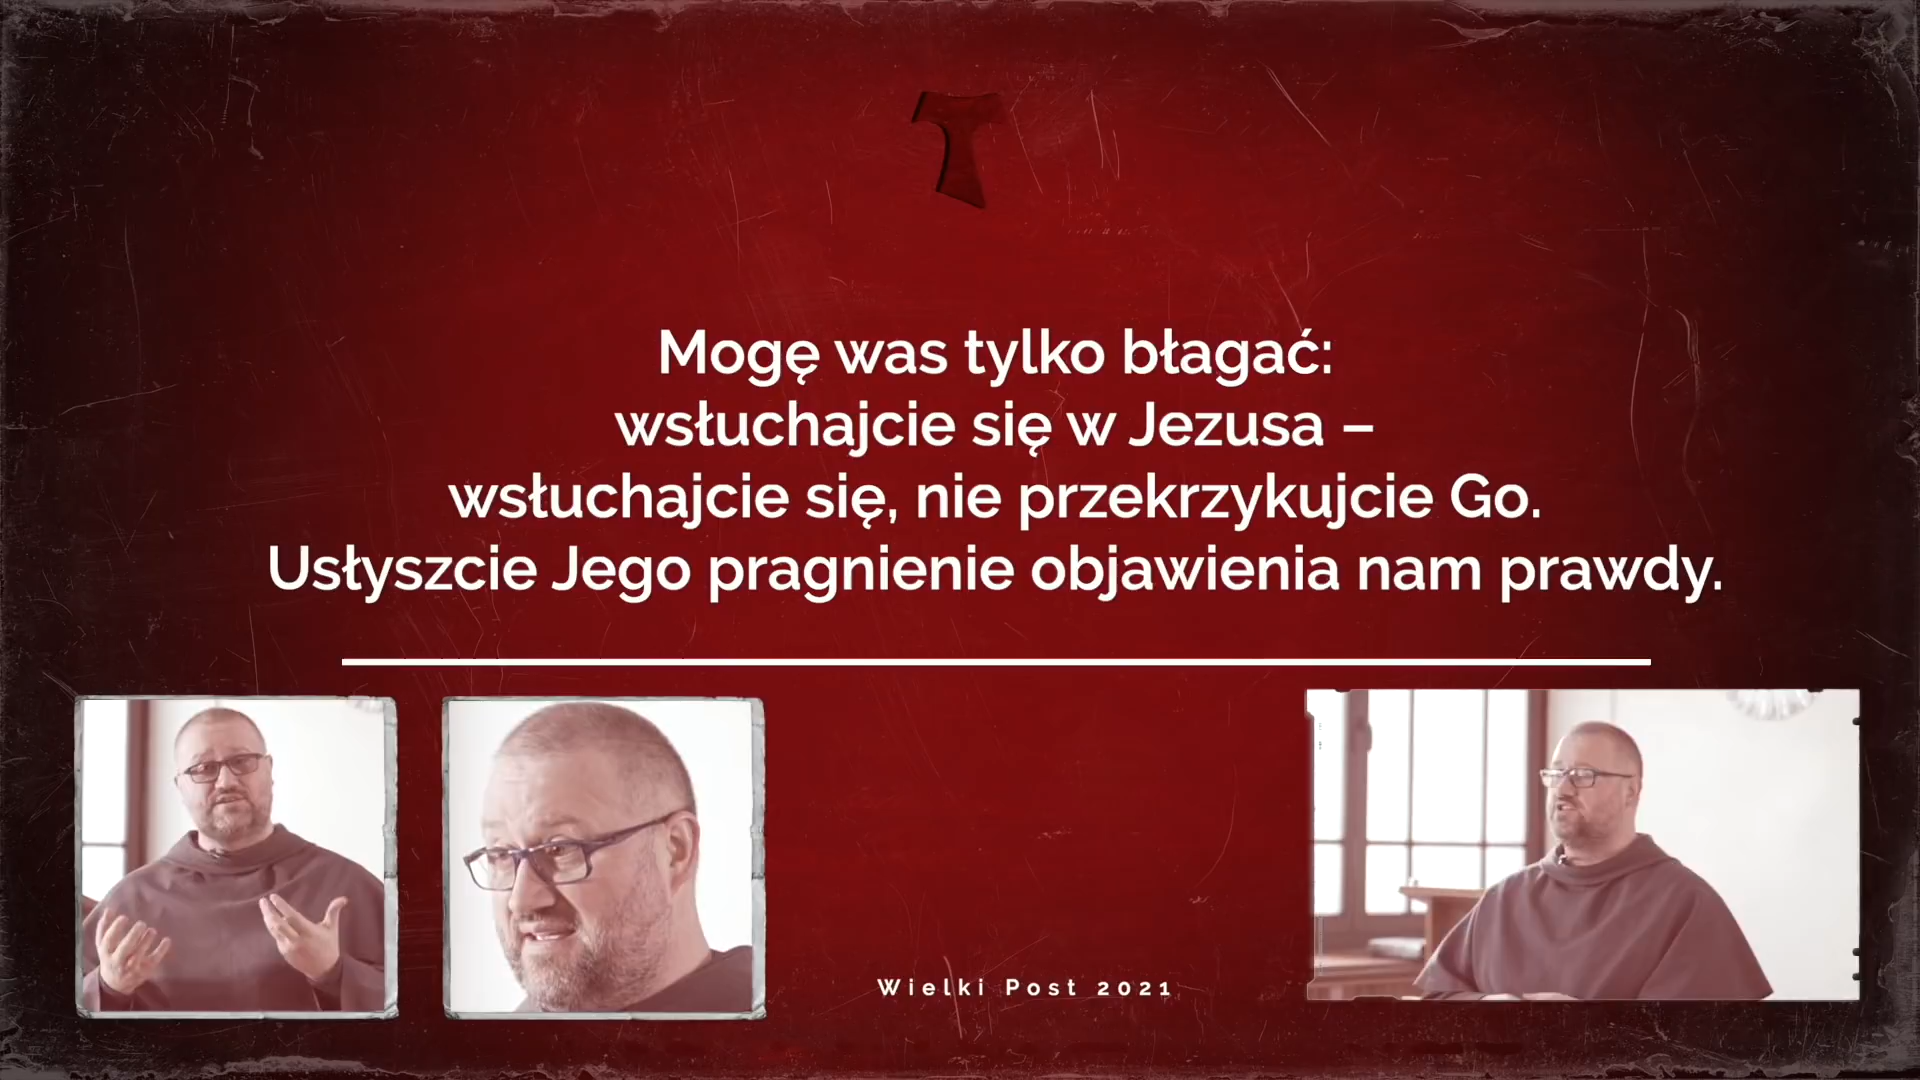 Mogę was tylko błagać:
wsłuchajcie się w Jezusa –
wsłuchajcie się, nie przekrzykujcie Go.
Usłyszcie Jego pragnienie objawienia nam prawdy.
Wielki Post 2021